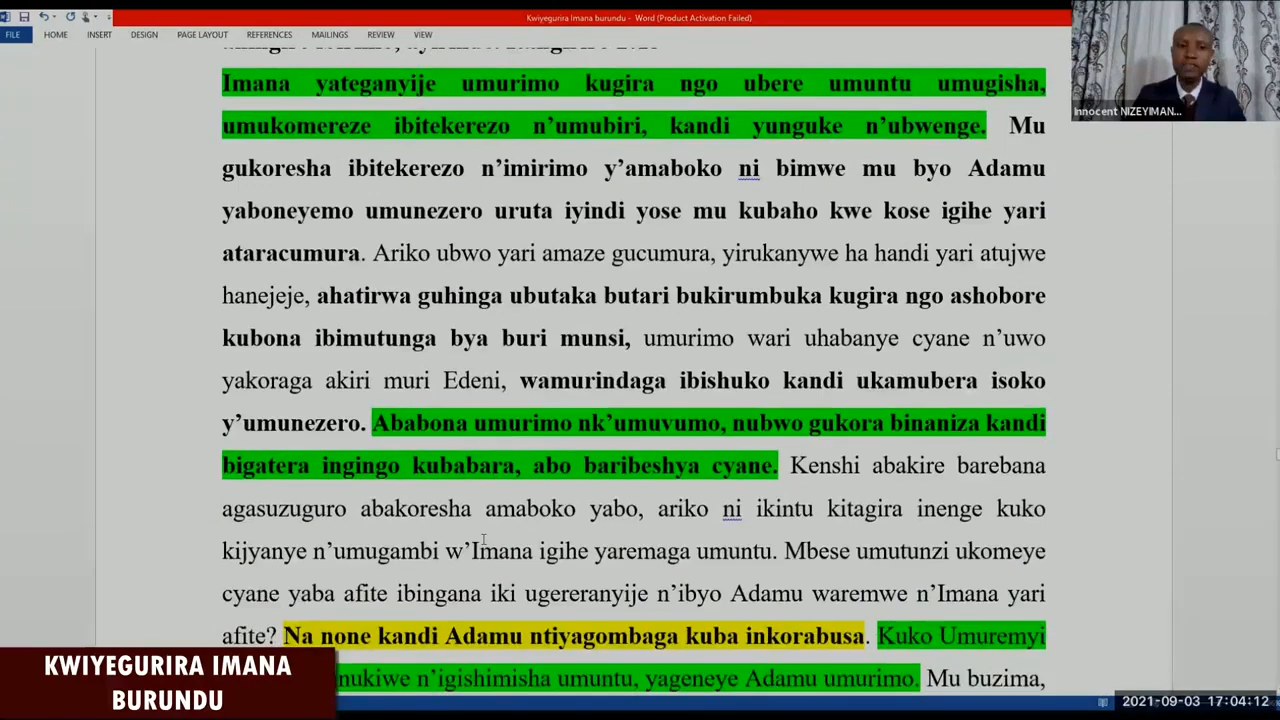 Kwiyegurira Imana burundu - Word (Product Activation Failed)
FILE HOME INSERT DESIGN PAGE LAYOUT REFERENCES MAILINGS REVIEW VIEW
Imana yateganyije umurimo kugira ngo ubere umuntu umugisha,
umukomereze ibitekerezo n’umubiri, kandi yunguke n’ubwenge. Mu
gukoresha ibitekerezo n’imirimo y’amaboko ni bimwe mu byo Adamu
yaboneyemo umunezero uruta iyindi yose mu kubaho kwe kose igihe yari
ataracumura. Ariko ubwo yari amaze gucumura, yirukanywe ha handi yari atujwe
hanejeje, ahatirwa guhinga ubutaka butari bukirumbuka kugira ngo ashobore
kubona ibimutunga bya buri munsi, umurimo wari uhabanye cyane n’uwo
yakoraga akiri muri Edeni, wamurindaga ibishuko kandi ukamubera isoko
y’umunezero. Ababona umurimo nk’umuvumo, nubwo gukora binaniza kandi
bigatera ingingo kubabara, abo baribeshya cyane. Kenshi abakire barebana
agasuzuguro abakoresha amaboko yabo, ariko ni ikintu kitagira inenge kuko
kijyanye n’umugambi w’Imana igihe yaremaga umuntu. Mbese umutunzi ukomeye
cyane yaba afite ibingana iki ugereranyije n’ibyo Adamu waremwe n’Imana yari
afite? Na none kandi Adamu ntiyagombaga kuba inkorabusa. Kuko Umuremyi
nukiwe n’igishimisha umuntu, yageneye Adamu umurimo. Mu buzima,
Innocent NIZEYIMAN...
KWIYEGURIRA IMANA
BURUNDU
2021-09-03 17:04:12